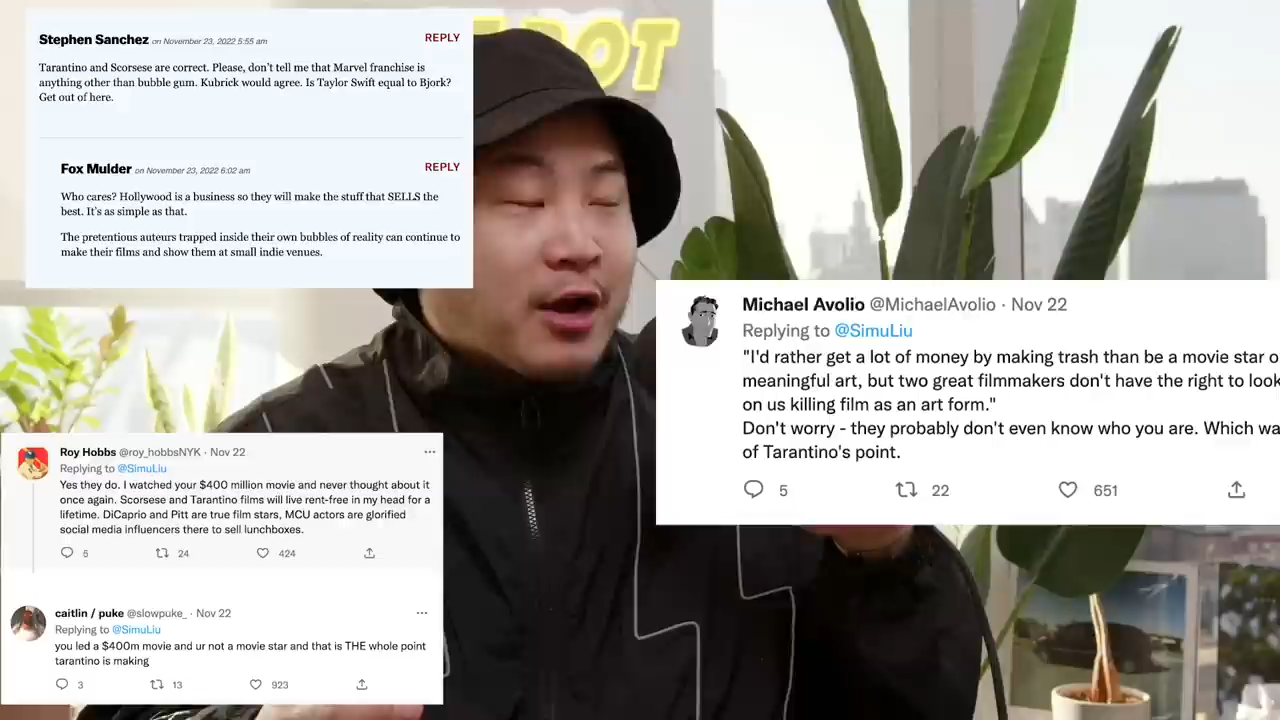 OT
Stephen Sanchez on November 23, 2022 5:55 am
REPLY
Tarantino and Scorsese are correct. Please, don't tell me that Marvel franchise is
anything other than bubble gum. Kubrick would agree. Is Taylor Swift equal to Bjork?
Get out of here.
Fox Mulder on November 23, 2022 6:02 am
REPLY
Who cares? Hollywood is a business so they will make the stuff that SELLS the
best. It's as simple as that.
The pretentious auteurs trapped inside their own bubbles of reality can continue to
make their films and show them at small indie venues.
Michael Avolio @MichaelAvolio · Nov 22
Replying to @SimuLiu
"I'd rather get a lot of money by making trash than be a movie star o
meaningful art, but two great filmmakers don't have the right to look
on us killing film as an art form."
Don't worry - they probably don't even know who you are. Which wa
of Tarantino's point.
5 22 651
Roy Hobbs @roy_hobbsNYK · Nov 22
Replying to @SimuLiu
Yes they do. I watched your $400 million movie and never thought about it
once again. Scorsese and Tarantino films will live rent-free in my head for a
lifetime. DiCaprio and Pitt are true film stars, MCU actors are glorified
social media influencers there to sell lunchboxes.
5 24 424
caitlin / puke @slowpuke_ · Nov 22
Replying to @SimuLiu
you led a $400m movie and ur not a movie star and that is THE whole point
tarantino is making
3 13 923